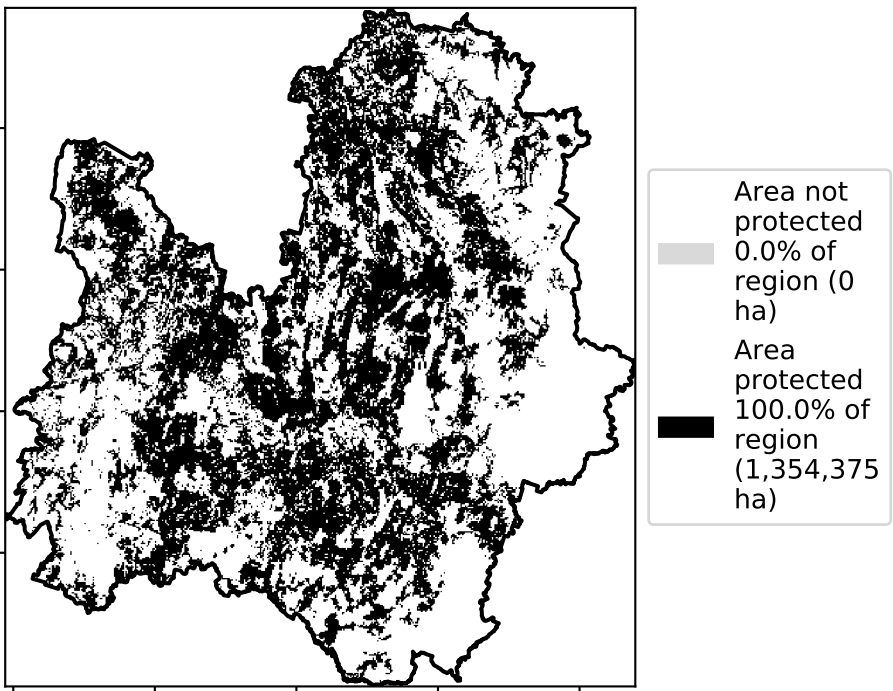 Area not
protected
0.0% of
region (0
ha)
Area
protected
100.0% of
region
(1,354,375
ha)